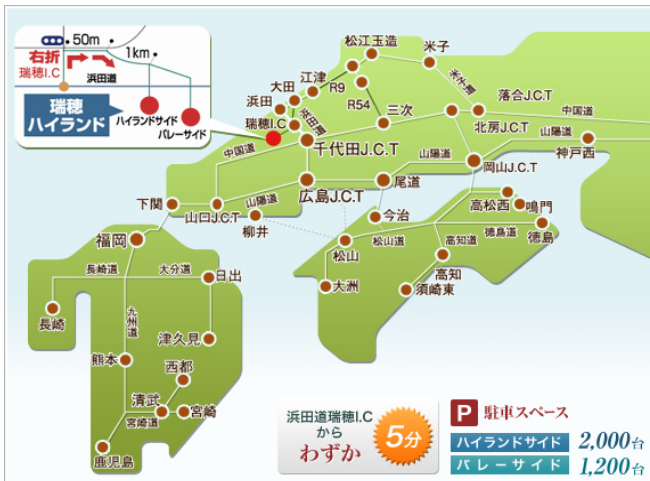 50m
右折
瑞穂I.C
1km
浜田道
瑞穂
ハイランド
ハイランドサイド
バレーサイド
松江玉造
米子
大田
江津
R9
R54
米子道
落合J.C.T
中国道
浜田
瑞穂I.C
浜田道
三次
北房J.C.T
山陽道
神戸西
中国道
千代田J.C.T
山陽道
岡山J.C.T
下関
山口J.C.T
山陽道
広島J.C.T
尾道
高松西
鳴門
柳井
今治
徳島道
徳島
福岡
松山
松山道
高知道
高知
長崎道
大分道
日出
大洲
須崎東
長崎
九州道
津久見
熊本
西都
清武
宮崎
宮崎道
鹿児島
浜田道瑞穂I.C
から
わずか
5分
P 駐車スペース
ハイランドサイド 2,000台
バレーサイド 1,200台